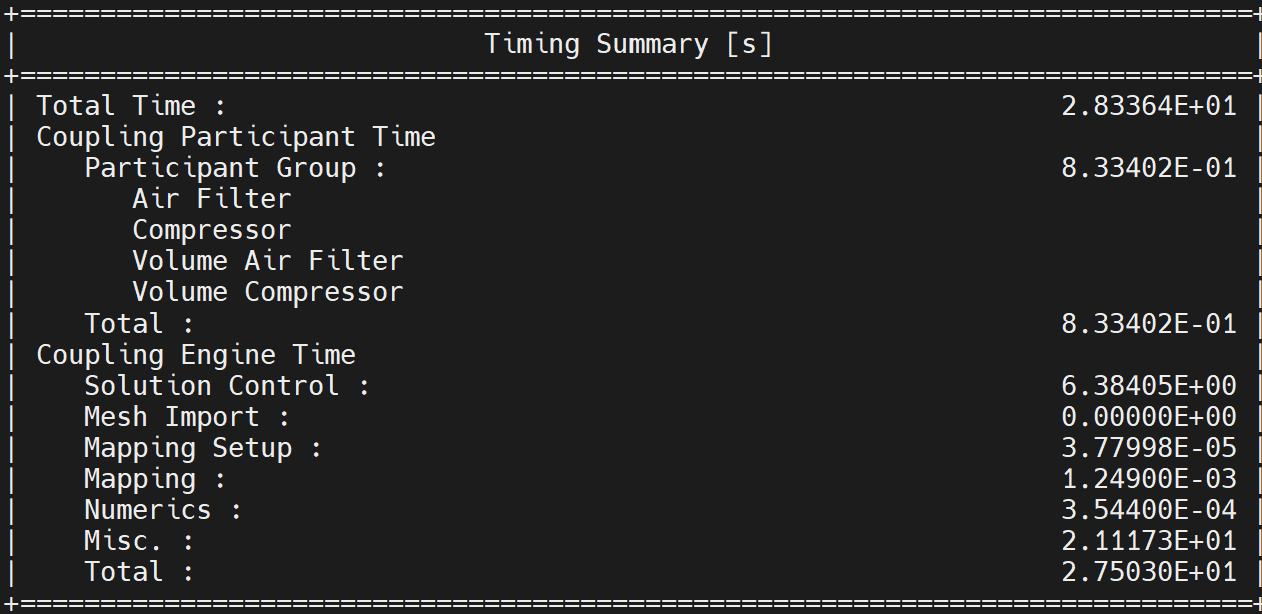 +=============================================================================+
|                             Timing Summary [s]                              |
+=============================================================================+
| Total Time :                                                    2.83364E+01 |
| Coupling Participant Time                                                   |
|    Participant Group :                                          8.33402E-01 |
|       Air Filter                                                            |
|       Compressor                                                            |
|       Volume Air Filter                                                     |
|       Volume Compressor                                                     |
|    Total :                                                      8.33402E-01 |
| Coupling Engine Time                                                        |
|    Solution Control :                                           6.38405E+00 |
|    Mesh Import :                                                0.00000E+00 |
|    Mapping Setup :                                              3.77998E-05 |
|    Mapping :                                                    1.24900E-03 |
|    Numerics :                                                   3.54400E-04 |
|    Misc. :                                                      2.11173E+01 |
|    Total :                                                      2.75030E+01 |
+=============================================================================+